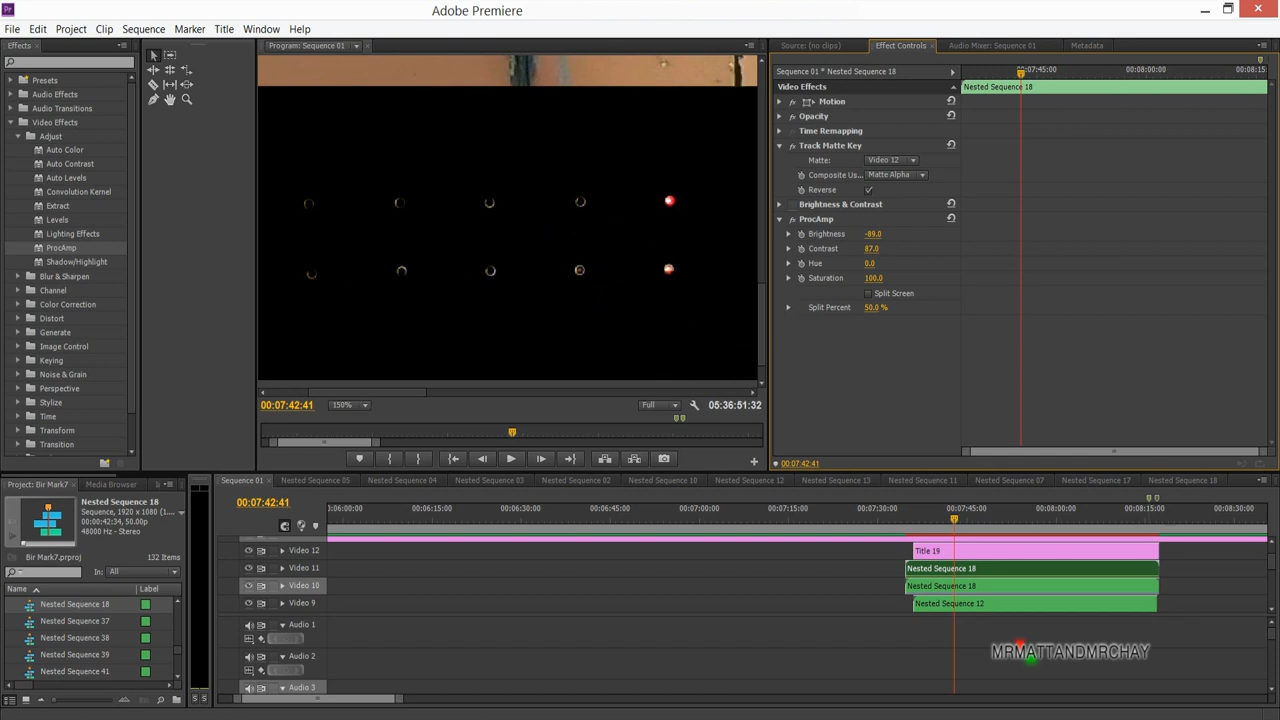 Adobe Premiere
File Edit Project Clip Sequence Marker Title Window Help
Effects
Presets
Audio Effects
Audio Transitions
Video Effects
Adjust
Auto Color
Auto Contrast
Auto Levels
Convolution Kernel
Extract
Levels
Lighting Effects
ProcAmp
Shadow/Highlight
Blur & Sharpen
Channel
Color Correction
Distort
Generate
Image Control
Keying
Noise & Grain
Perspective
Stylize
Time
Transform
Transition
Program: Sequence 01
00:07:42:41 150% Full 05:36:51:32
Source: (no clips) Effect Controls Audio Mixer: Sequence 01 Metadata
Sequence 01 * Nested Sequence 18
00:07:45:00 00:08:00:00 00:08:15:
Video Effects
Nested Sequence 18
Motion
Opacity
Time Remapping
Track Matte Key
Matte: Video 12
Composite Us... Matte Alpha
Reverse
Brightness & Contrast
ProcAmp
Brightness -89.0
Contrast 87.0
Hue 0.0
Saturation 100.0
Split Screen
Split Percent 50.0 %
00:07:42:41
Project: Bir Mark7 Media Browser
Nested Sequence 18
Sequence, 1920 x 1080 (1...
00:00:42:34, 50.00p
48000 Hz - Stereo
Bir Mark7.prproj 132 Items
In: All
Name Label
Nested Sequence 18
Nested Sequence 37
Nested Sequence 38
Nested Sequence 39
Nested Sequence 41
Sequence 01 Nested Sequence 05 Nested Sequence 04 Nested Sequence 03 Nested Sequence 02 Nested Sequence 10 Nested Sequence 12 Nested Sequence 13 Nested Sequence 11 Nested Sequence 07 Nested Sequence 17 Nested Sequence 18
00:07:42:41
0:06:00:00 00:06:15:00 00:06:30:00 00:06:45:00 00:07:00:00 00:07:15:00 00:07:30:00 00:07:45:00 00:08:00:00 00:08:15:00 00:08:30:00
Video 12 Title 19
Video 11 Nested Sequence 18
Video 10 Nested Sequence 18
Video 9 Nested Sequence 12
Audio 1
Audio 2
Audio 3
MRMATTANDMRCHAY